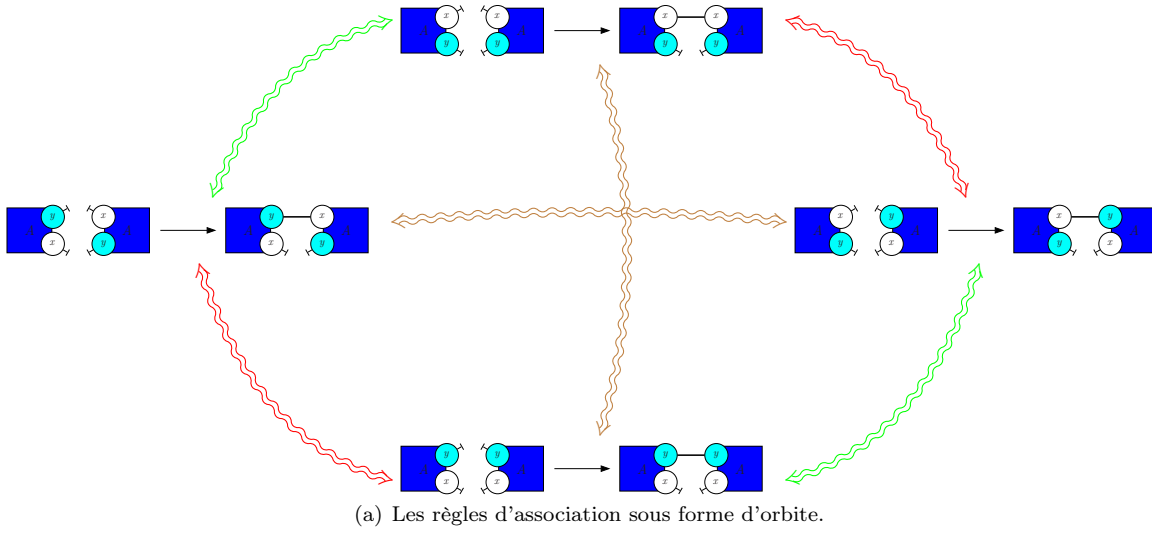 x x x x
A A A A
y y y y
y x y x x y x y
A A A A A A A A
x y x y y x y x
y y y y
A A A A
x x x x
(a) Les règles d'association sous forme d'orbite.